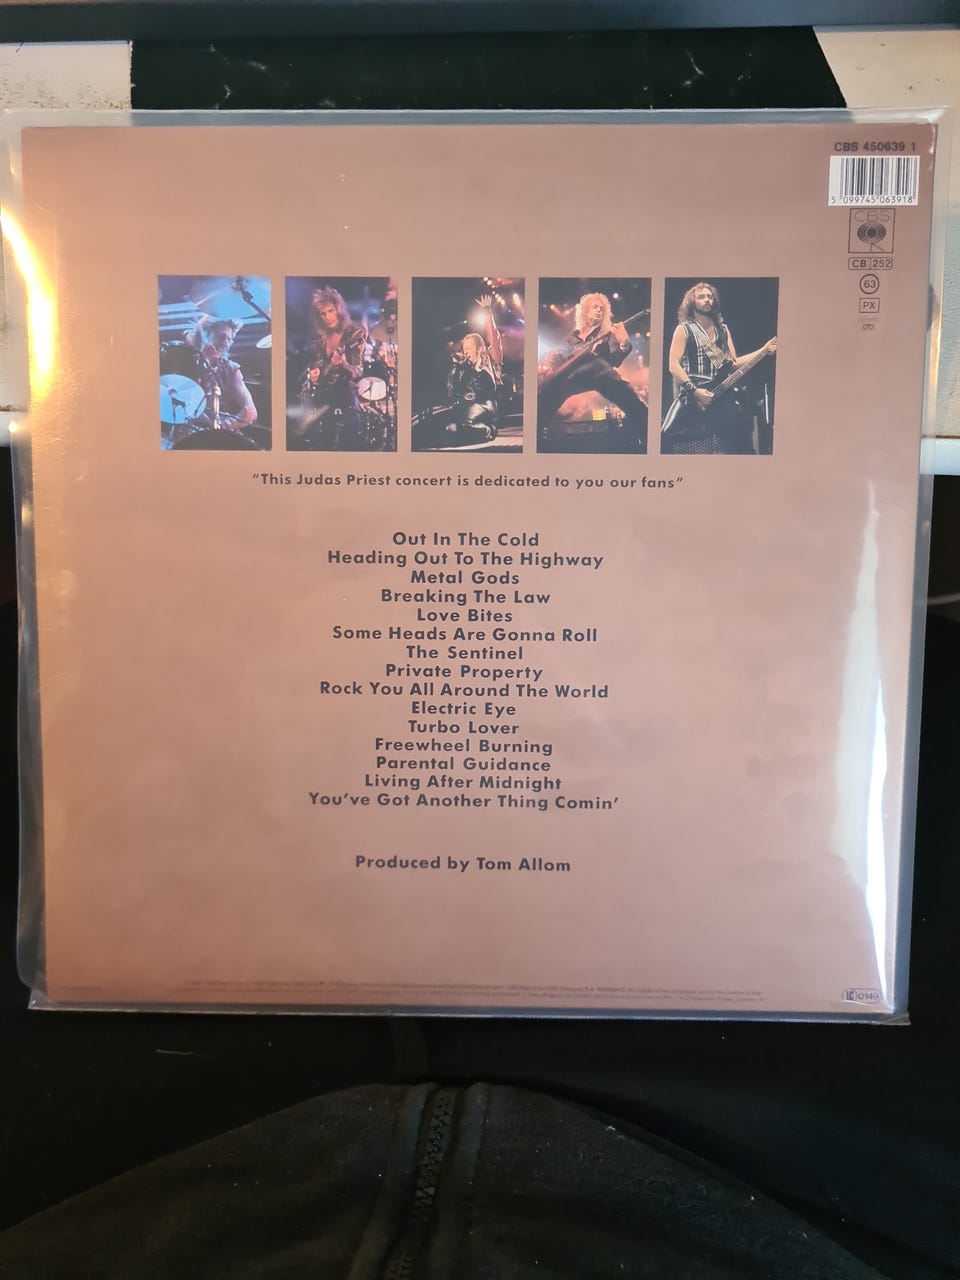 CBS 450639 1
5 099745 063918
CBS
CB 252
63
PX
"This Judas Priest concert is dedicated to you our fans"
Out In The Cold
Heading Out To The Highway
Metal Gods
Breaking The Law
Love Bites
Some Heads Are Gonna Roll
The Sentinel
Private Property
Rock You All Around The World
Electric Eye
Turbo Lover
Freewheel Burning
Parental Guidance
Living After Midnight
You've Got Another Thing Comin'
Produced by Tom Allom
LC 0149